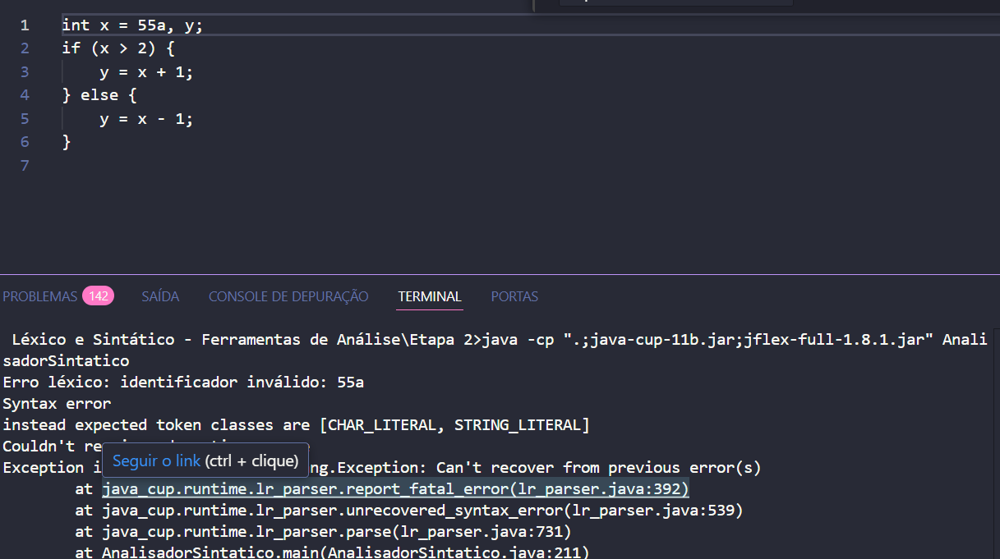 1 int x = 55a, y;
2 if (x > 2) {
3 y = x + 1;
4 } else {
5 y = x - 1;
6 }
7
PROBLEMAS 142 SAÍDA CONSOLE DE DEPURAÇÃO TERMINAL PORTAS
Léxico e Sintático - Ferramentas de Análise\Etapa 2>java -cp ".;java-cup-11b.jar;jflex-full-1.8.1.jar" Anali
sadorSintatico
Erro léxico: identificador inválido: 55a
Syntax error
instead expected token classes are [CHAR_LITERAL, STRING_LITERAL]
Couldn't
Seguir o link (ctrl + clique)
Exception ng.Exception: Can't recover from previous error(s)
at java_cup.runtime.lr_parser.report_fatal_error(lr_parser.java:392)
at java_cup.runtime.lr_parser.unrecovered_syntax_error(lr_parser.java:539)
at java_cup.runtime.lr_parser.parse(lr_parser.java:731)
at AnalisadorSintatico.main(AnalisadorSintatico.java:211)